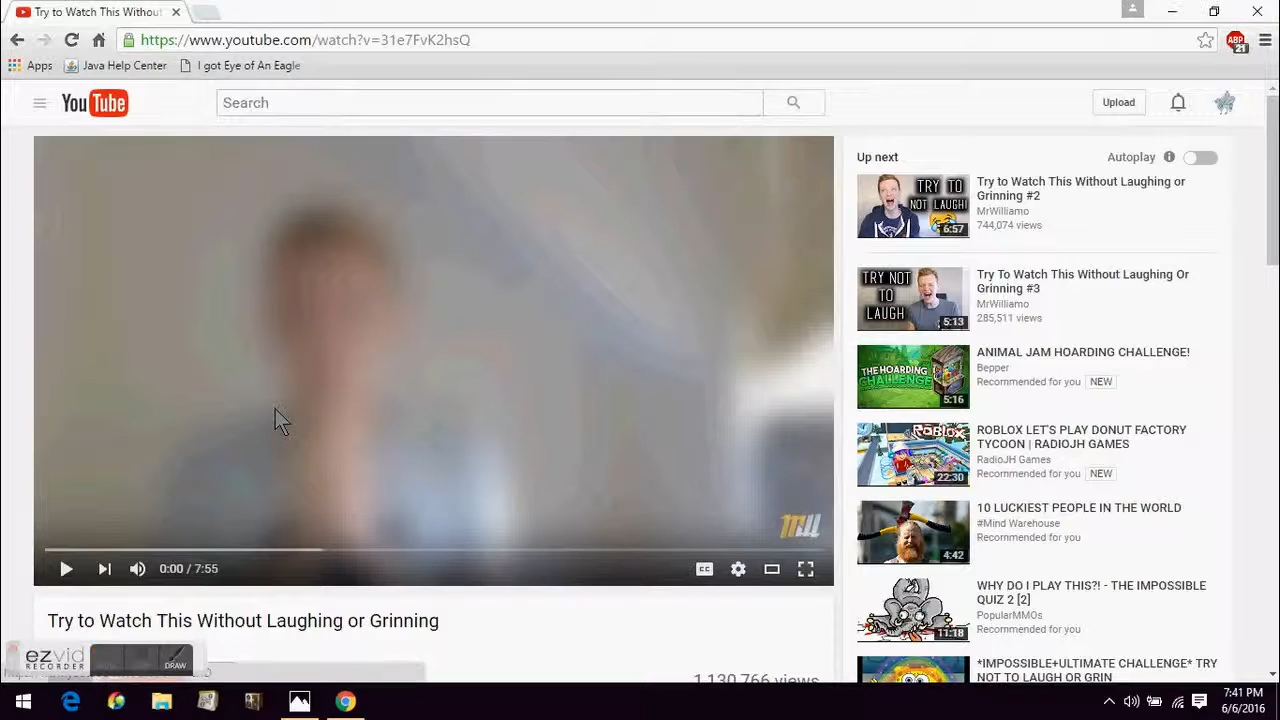 Try to Watch This Without
https://www.youtube.com/watch?v=31e7FvK2hsQ
ABP
21
Apps
Java Help Center
I got Eye of An Eagle
YouTube
Search
Upload
Up next
Autoplay
TRY TO
NOT LAUGH!
6:57
Try to Watch This Without Laughing or
Grinning #2
MrWilliamo
744,074 views
TRY NOT
TO
LAUGH
5:13
Try To Watch This Without Laughing Or
Grinning #3
MrWilliamo
285,511 views
THE HOARDING
CHALLENGE
5:16
ANIMAL JAM HOARDING CHALLENGE!
Bepper
Recommended for you NEW
ROBLOX
22:30
ROBLOX LET'S PLAY DONUT FACTORY
TYCOON | RADIOJH GAMES
RadioJH Games
Recommended for you NEW
4:42
10 LUCKIEST PEOPLE IN THE WORLD
#Mind Warehouse
Recommended for you
11:18
WHY DO I PLAY THIS?! - THE IMPOSSIBLE
QUIZ 2 [2]
PopularMMOs
Recommended for you
*IMPOSSIBLE+ULTIMATE CHALLENGE* TRY
NOT TO LAUGH OR GRIN
0:00 / 7:55
CC
Try to Watch This Without Laughing or Grinning
1,130,766 views
ezvid
RECORDER
DRAW
7:41 PM
6/6/2016